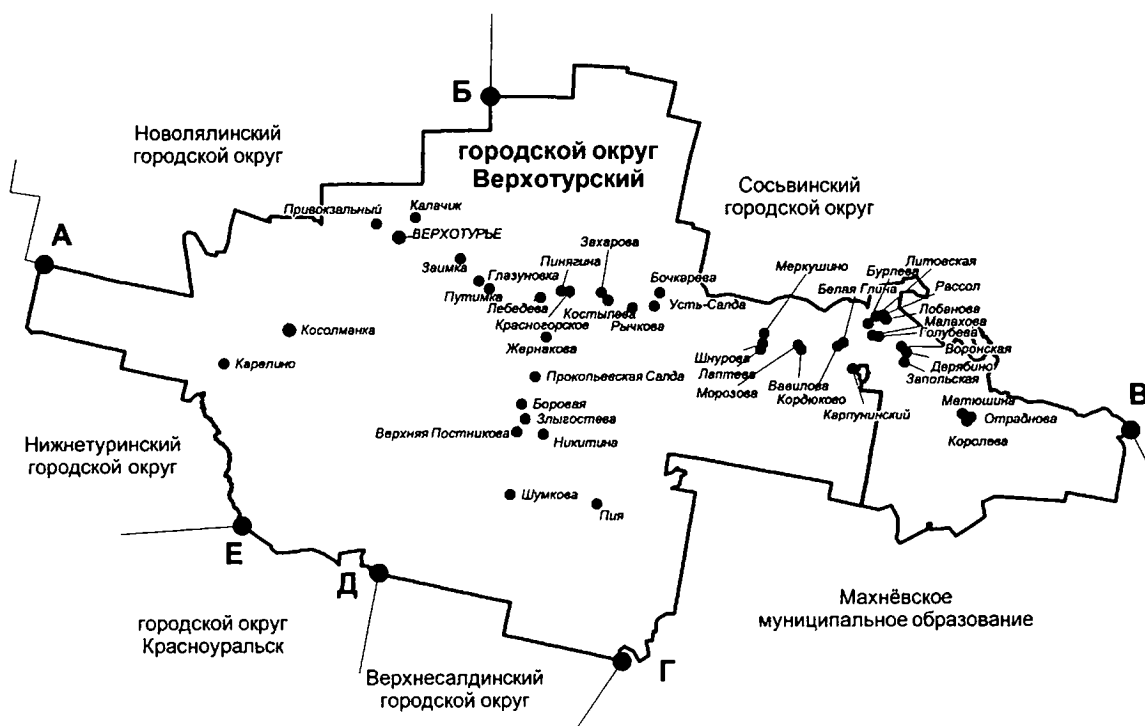 Б
Новолялинский
городской округ
городской округ
Верхотурский
Сосьвинский
городской округ
А
Привокзальный
Калачик
ВЕРХОТУРЬЕ
Заимка
Глазуновка
Путимка
Пинягина
Лебедева
Красногорское
Захарова
Костылева
Рычкова
Бочкарева
Усть-Салда
Меркушино
Белая Глина
Бурлева
Литовская
Рассол
Лобанова
Малахова
Голубева
Воронская
Дерябино
Запольская
Косолманка
Карелино
Жернакова
Прокопьевская Салда
Шнурова
Лаптева
Морозова
Вавилова
Кордюково
Карпунинский
Матюшина
Отраднова
Королева
В
Боровая
Злыгостева
Верхняя Постникова
Никитина
Нижнетуринский
городской округ
Шумкова
Пия
Е
Д
Г
городской округ
Красноуральск
Верхнесалдинский
городской округ
Махнёвское
муниципальное образование